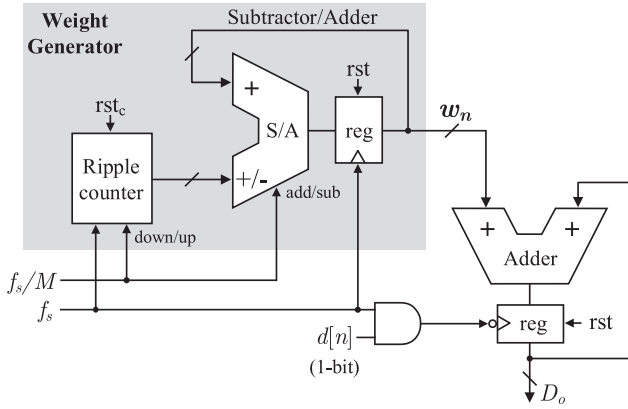 Weight
Generator
Subtractor/Adder
rst
rst_c
+
S/A
reg
w_n
Ripple
counter
+/-
add/sub
down/up
+ +
Adder
f_s/M
f_s
reg
rst
d[n]
(1-bit)
D_o